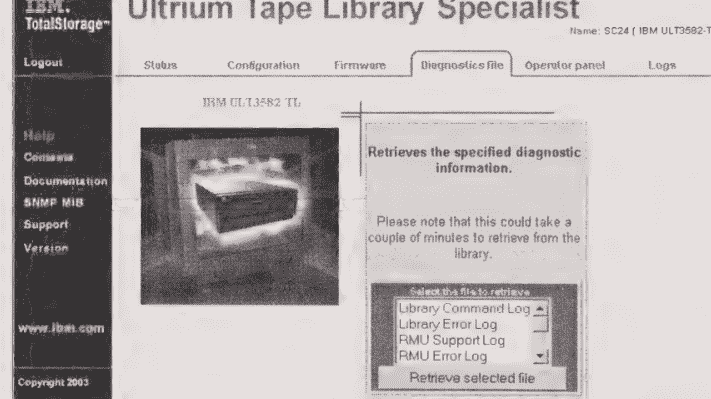 IBM.
TotalStorage™
Ultrium Tape Library Specialist
Name: SC24 ( IBM ULT3582-T
Logout
Status
Configuration
Firmware
Diagnostics file
Operator panel
Logs
IBM ULT3582 TL
Help
Contents
Documentation
SNMP MIB
Support
Version
www.ibm.com
Copyright 2003
Retrieves the specified diagnostic
information.
Please note that this could take a
couple of minutes to retrieve from the
library.
Select the file to retrieve
Library Command Log
Library Error Log
RMU Support Log
RMU Error Log
Retrieve selected file